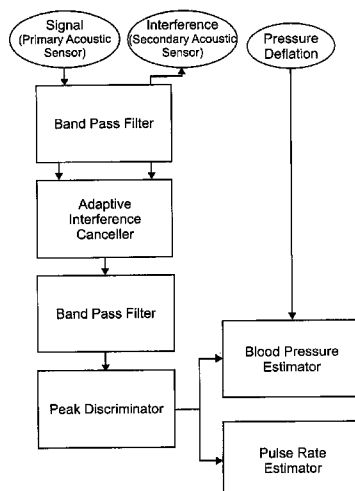 Signal
(Primary Acoustic
Sensor)
Interference
(Secondary Acoustic
Sensor)
Pressure
Deflation
Band Pass Filter
Adaptive
Interference
Canceller
Band Pass Filter
Blood Pressure
Estimator
Peak Discriminator
Pulse Rate
Estimator